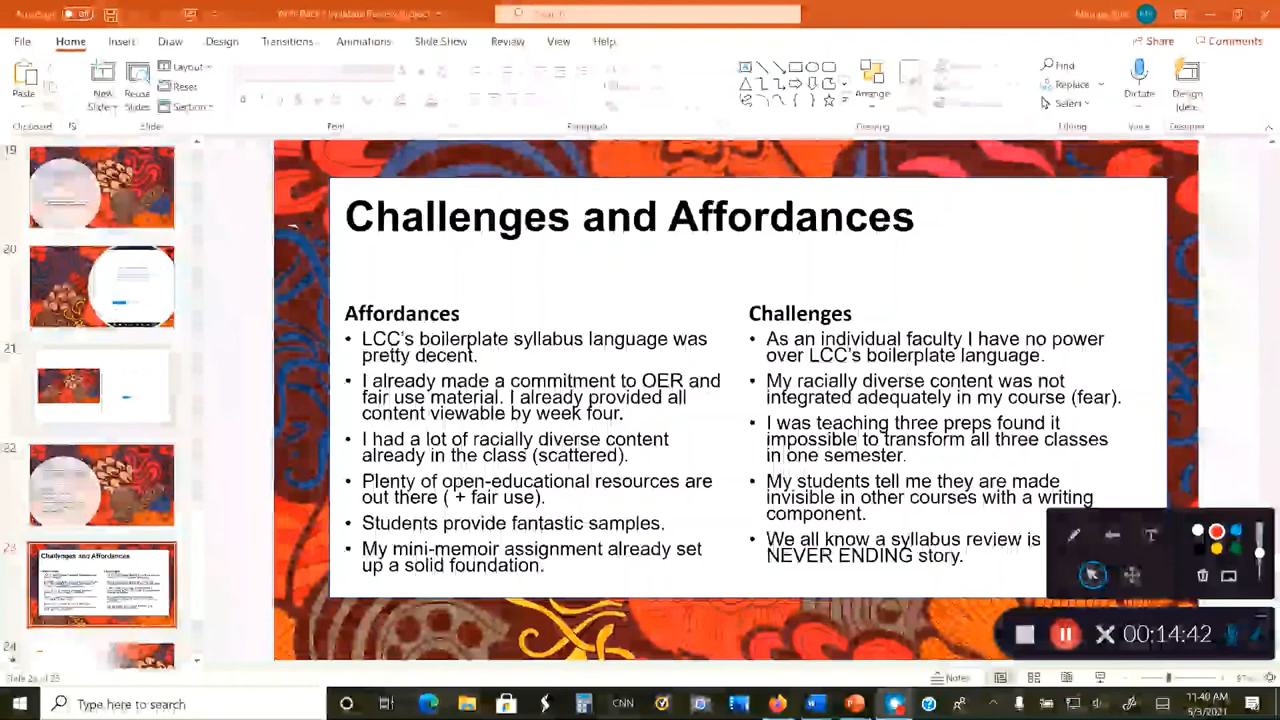 Search
Share
Comments
File Home Insert Draw Design Transitions Animations Slide Show Review View Help
Paste
New
Slide
Reuse
Slides
Layout
Reset
Section
Arrange
Find
Replace
Select
Dictate
Design
Ideas
Clipboard
Slides
Font
Paragraph
Drawing
Editing
Voice
Designer
19
20
21
22
23
24
Challenges and Affordances
Affordances
• LCC's boilerplate syllabus language was
pretty decent.
• I already made a commitment to OER and
fair use material. I already provided all
content viewable by week four.
• I had a lot of racially diverse content
already in the class (scattered).
• Plenty of open-educational resources are
out there ( + fair use).
• Students provide fantastic samples.
• My mini-memoir assignment already set
up a solid foundation.
Challenges
• As an individual faculty I have no power
over LCC's boilerplate language.
• My racially diverse content was not
integrated adequately in my course (fear).
• I was teaching three preps found it
impossible to transform all three classes
in one semester.
• My students tell me they are made
invisible in other courses with a writing
component.
• We all know a syllabus review is
NEVER ENDING story.
00:14:42
Notes
Type here to search
CNN
11:40 AM
5/3/2021